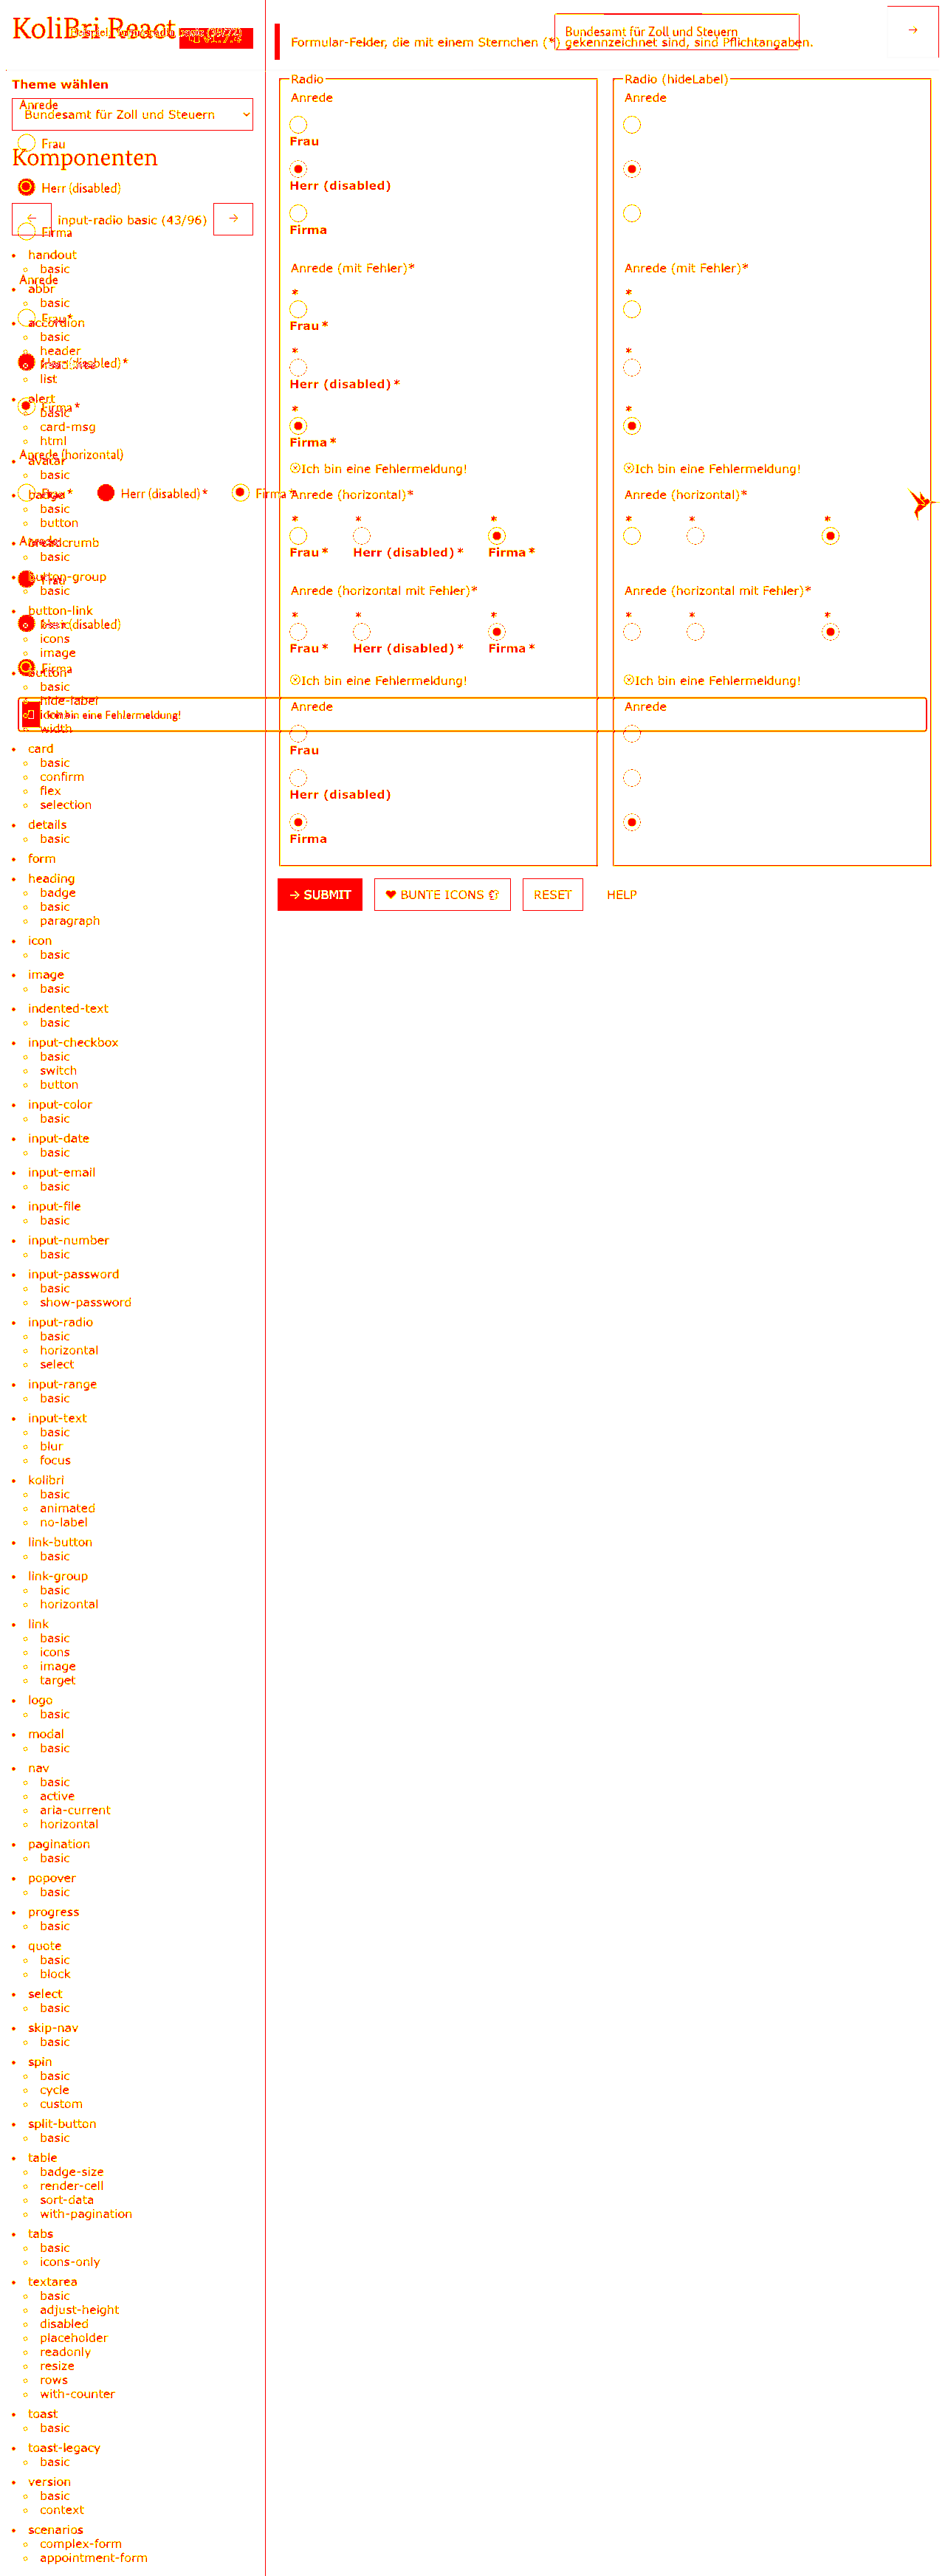 KoliBri React
Bundesamt für Zoll und Steuern
Formular-Felder, die mit einem Sternchen (*) gekennzeichnet sind, sind Pflichtangaben.
Theme wählen
Anrede
Bundesamt für Zoll und Steuern
Frau
Komponenten
Herr (disabled)
input-radio basic (43/96)
Firma
handout
basic
Anrede
abbr
basic
Frau*
accordion
basic
header
Herr (disabled)*
list
alert
Firma*
basic
card-msg
html
Anrede (horizontal)
avatar
basic
badge
Herr (disabled)*
Firma
basic
button
breadcrumb
basic
button-group
Frau
basic
button-link
basic
(disabled)
icons
image
Firma
button
basic
hide-label
icons
Ich bin eine Fehlermeldung!
width
card
basic
confirm
flex
selection
details
basic
form
heading
badge
basic
paragraph
icon
basic
image
basic
indented-text
basic
input-checkbox
basic
switch
button
input-color
basic
input-date
basic
input-email
basic
input-file
basic
input-number
basic
input-password
basic
show-password
input-radio
basic
horizontal
select
input-range
basic
input-text
basic
blur
focus
kolibri
basic
animated
no-label
link-button
basic
link-group
basic
horizontal
link
basic
icons
image
target
logo
basic
modal
basic
nav
basic
active
aria-current
horizontal
pagination
basic
popover
basic
progress
basic
quote
basic
block
select
basic
skip-nav
basic
spin
basic
cycle
custom
split-button
basic
table
badge-size
render-cell
sort-data
with-pagination
tabs
basic
icons-only
textarea
basic
adjust-height
disabled
placeholder
readonly
resize
rows
with-counter
toast
basic
toast-legacy
basic
version
basic
context
scenarios
complex-form
appointment-form
Radio
Anrede
Frau
Herr (disabled)
Firma
Anrede (mit Fehler)*
*
Frau*
*
Herr (disabled)*
*
Firma*
Ich bin eine Fehlermeldung!
Anrede (horizontal)*
* * *
Frau* Herr (disabled)* Firma*
Anrede (horizontal mit Fehler)*
* * *
Frau* Herr (disabled)* Firma*
Ich bin eine Fehlermeldung!
Anrede
Frau
Herr (disabled)
Firma
Radio (hideLabel)
Anrede
Anrede (mit Fehler)*
*
*
*
Ich bin eine Fehlermeldung!
Anrede (horizontal)*
* * *
Anrede (horizontal mit Fehler)*
* * *
Ich bin eine Fehlermeldung!
Anrede
→ SUBMIT
BUNTE ICONS
RESET
HELP